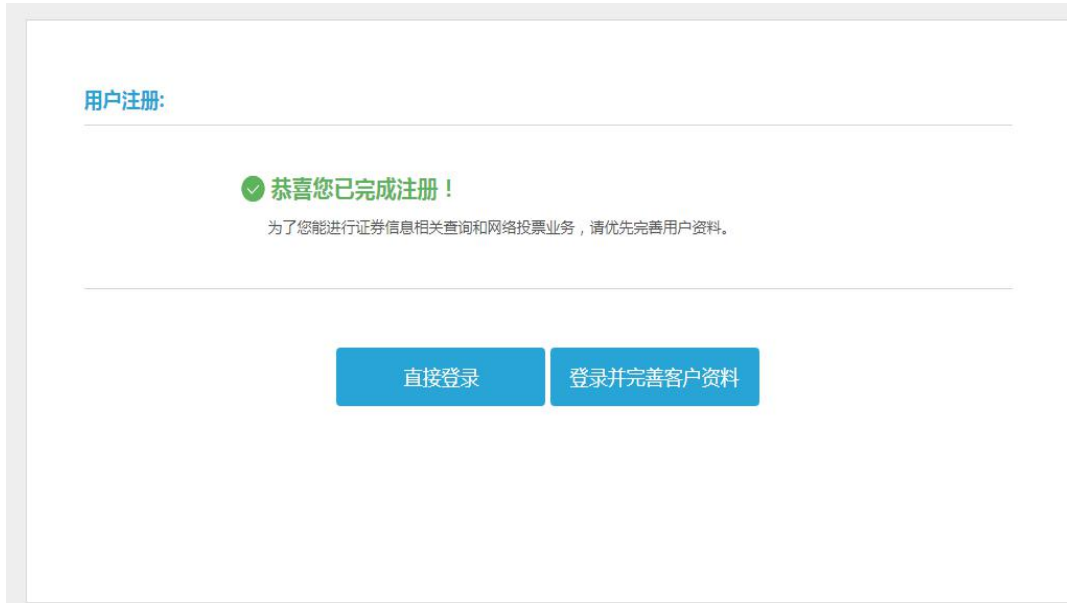 用户注册:
恭喜您已完成注册！
为了您能进行证券信息相关查询和网络投票业务，请优先完善用户资料。
直接登录
登录并完善客户资料